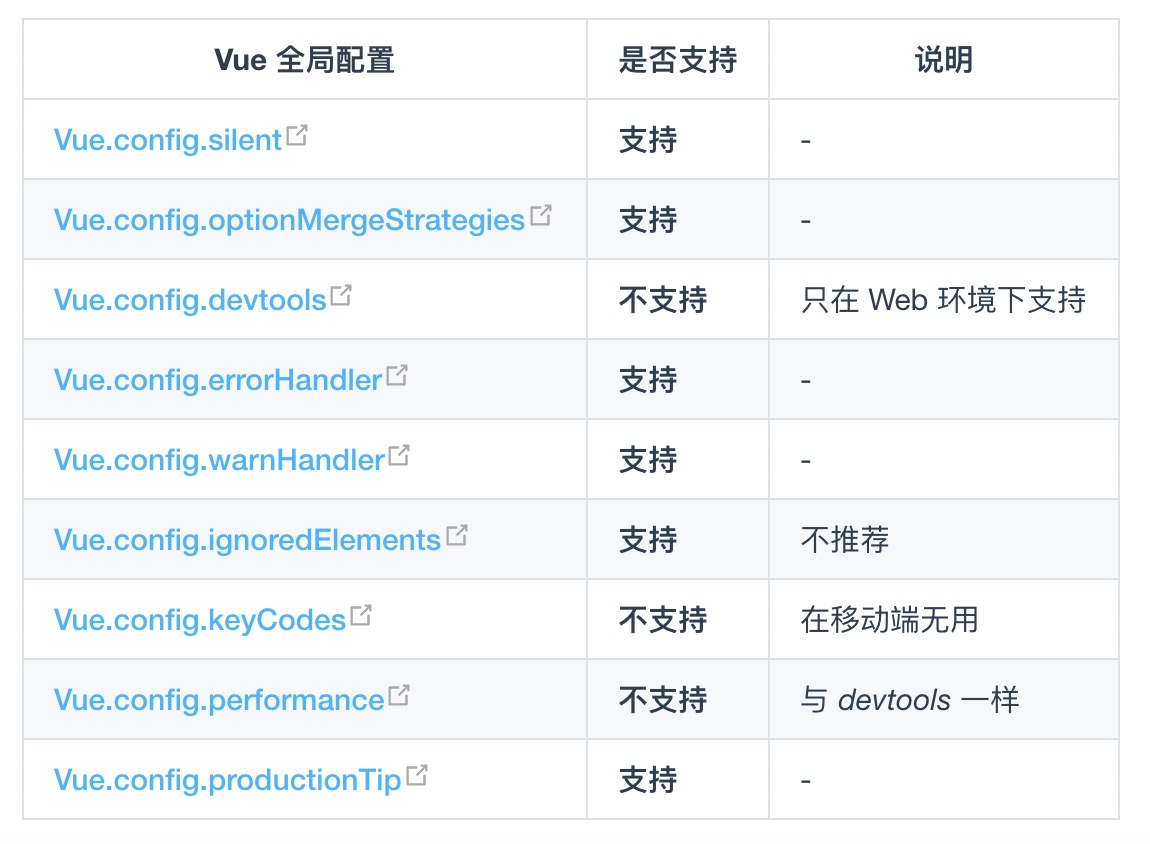 Vue 全局配置 是否支持 说明
Vue.config.silent 支持 -
Vue.config.optionMergeStrategies 支持 -
Vue.config.devtools 不支持 只在 Web 环境下支持
Vue.config.errorHandler 支持 -
Vue.config.warnHandler 支持 -
Vue.config.ignoredElements 支持 不推荐
Vue.config.keyCodes 不支持 在移动端无用
Vue.config.performance 不支持 与 devtools 一样
Vue.config.productionTip 支持 -